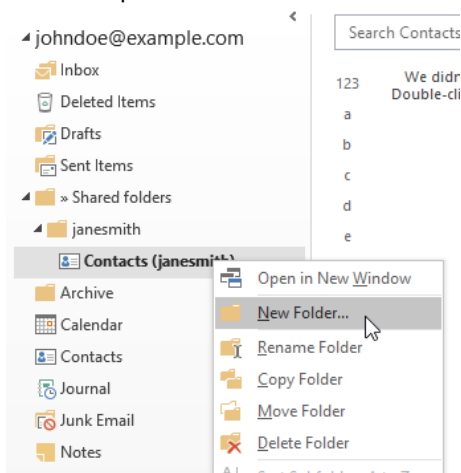 johndoe@example.com
Inbox
Deleted Items
Drafts
Sent Items
» Shared folders
janesmith
Contacts (janesmith)
Archive
Calendar
Contacts
Journal
Junk Email
Notes
Search Contacts
We didn
Double-cli
123
a
b
c
d
e
Open in New Window
New Folder...
Rename Folder
Copy Folder
Move Folder
Delete Folder